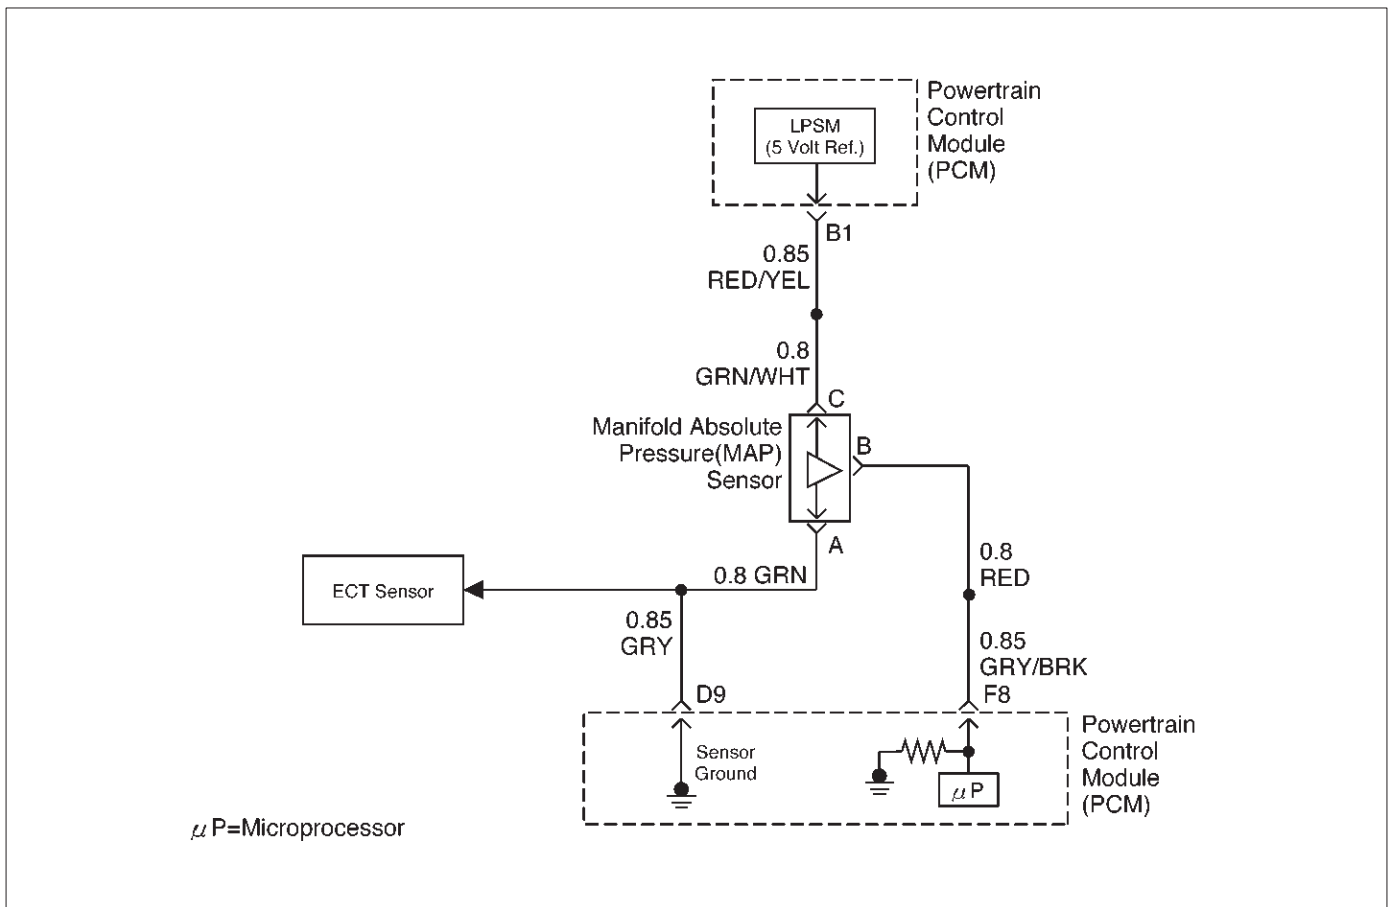 Powertrain
Control
Module
(PCM)
LPSM
(5 Volt Ref.)
B1
0.85
RED/YEL
0.8
GRN/WHT
C
Manifold Absolute
Pressure(MAP)
Sensor
B
A
0.8 GRN
ECT Sensor
0.8
RED
0.85
GRY
0.85
GRY/BRK
D9
F8
Sensor
Ground
μP
Powertrain
Control
Module
(PCM)
μP=Microprocessor